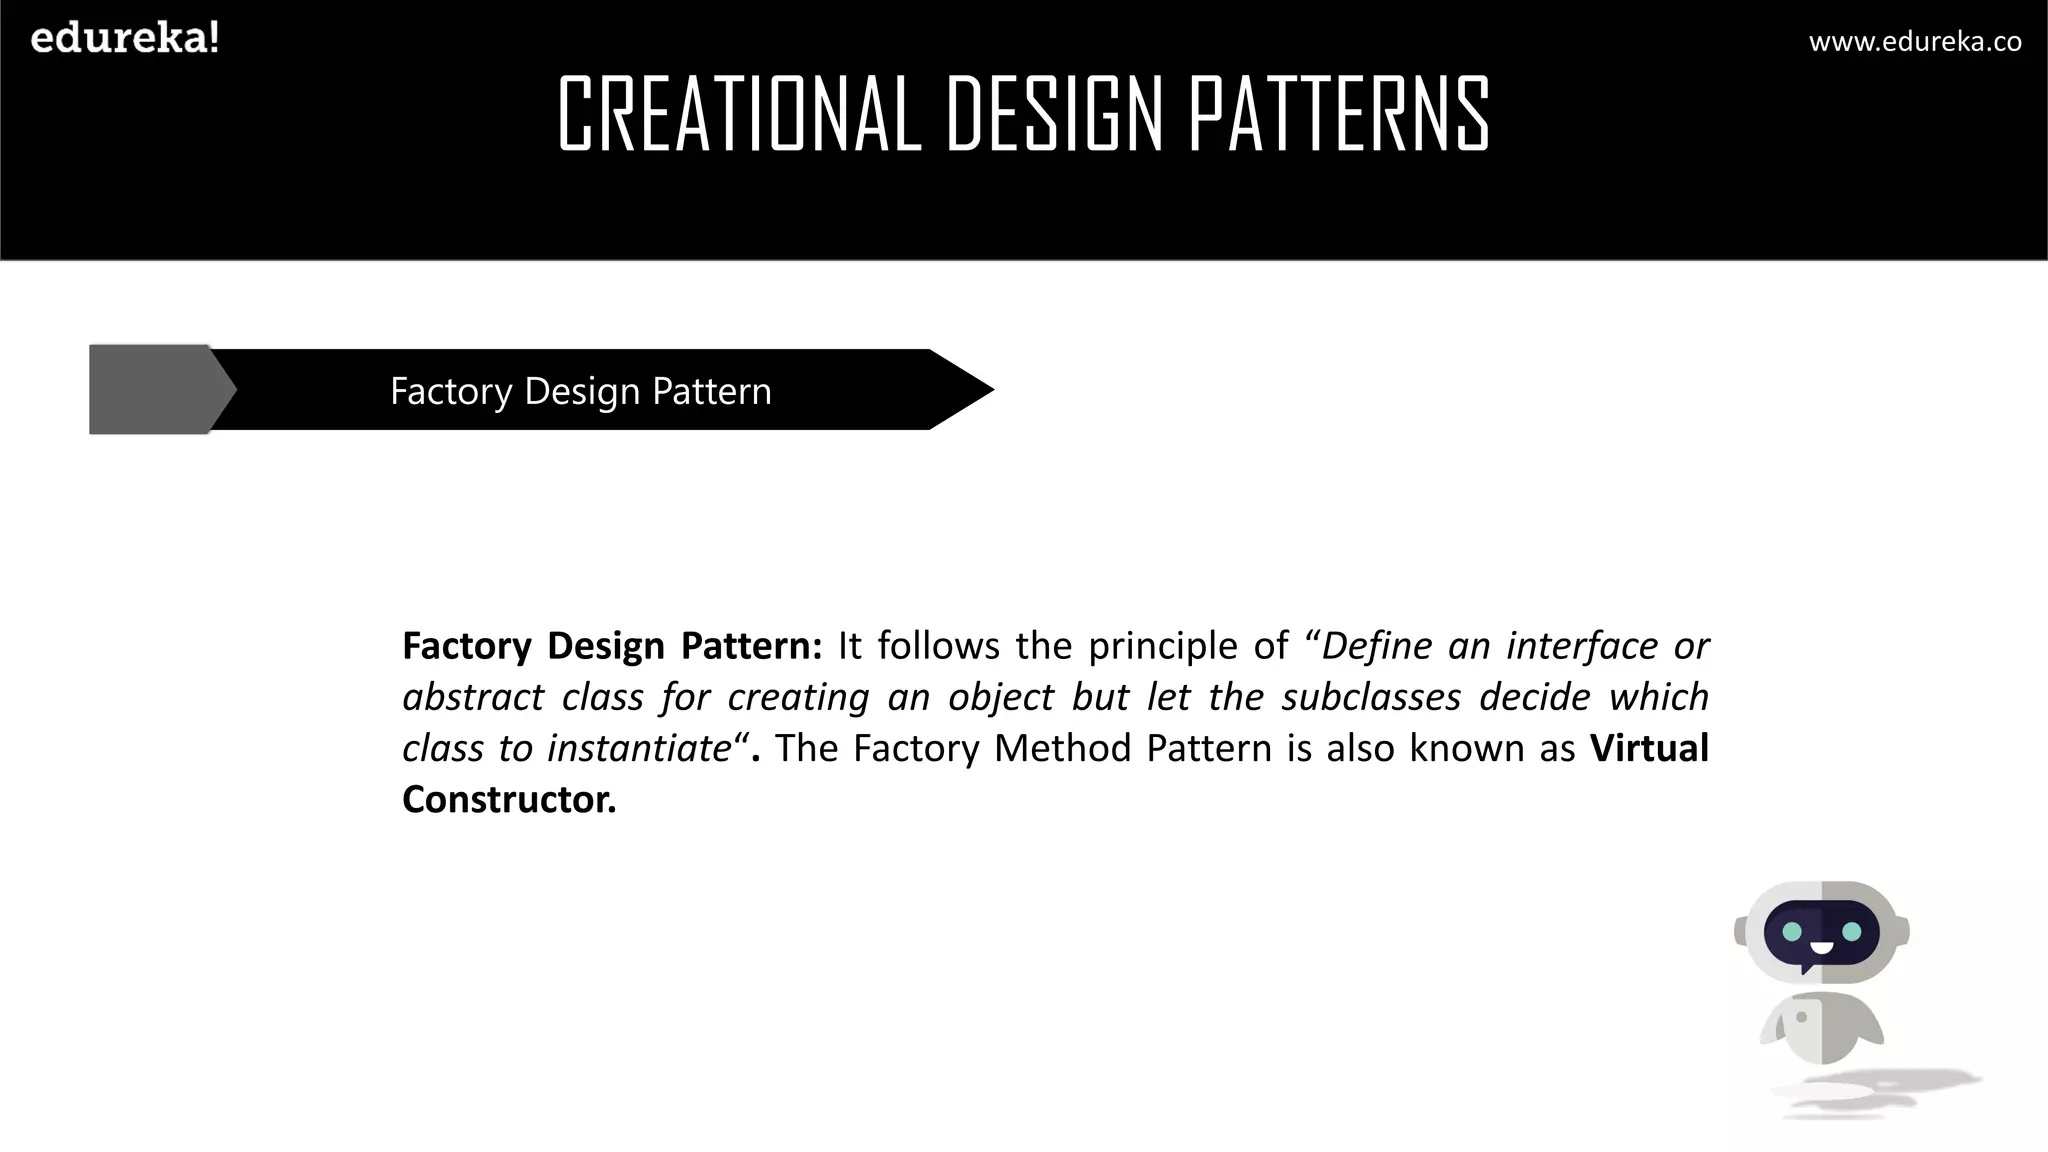 edureka!
www.edureka.co
CREATIONAL DESIGN PATTERNS
Factory Design Pattern
Factory Design Pattern: It follows the principle of “Define an interface or
abstract class for creating an object but let the subclasses decide which
class to instantiate“. The Factory Method Pattern is also known as Virtual
Constructor.